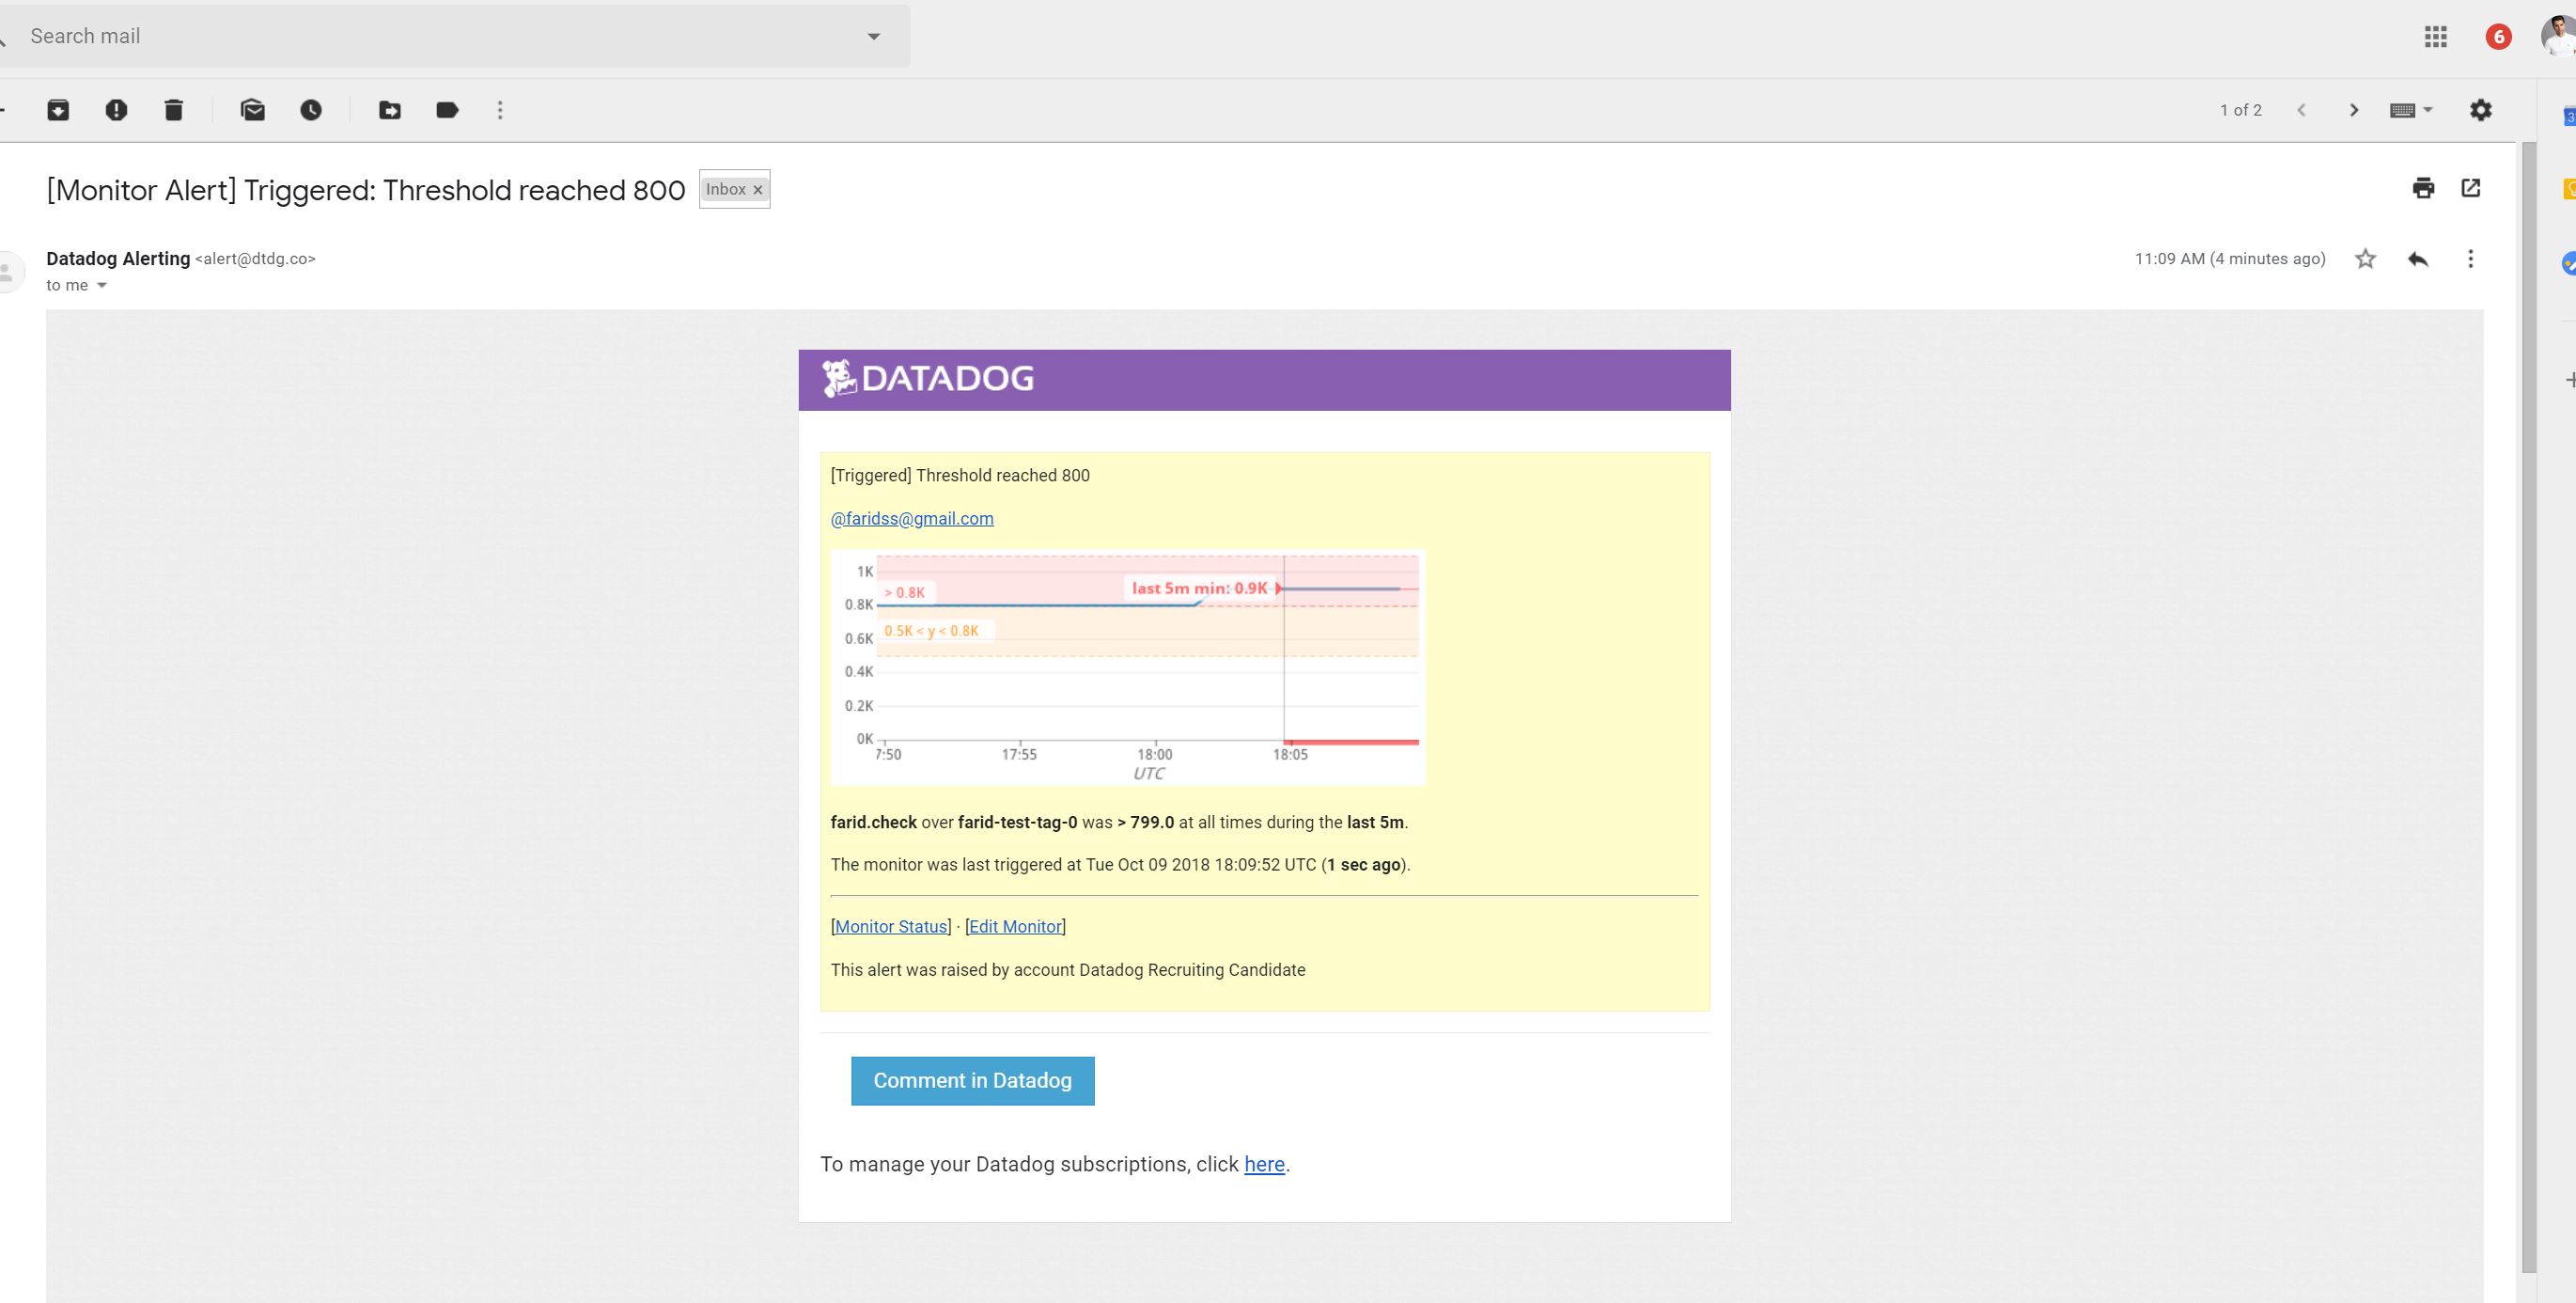 Search mail
6
1 of 2
[Monitor Alert] Triggered: Threshold reached 800 Inbox x
Datadog Alerting <alert@dtdg.co>
11:09 AM (4 minutes ago)
to me
DATADOG
[Triggered] Threshold reached 800
@faridss@gmail.com
1K
> 0.8K
last 5m min: 0.9K
0.8K
0.5K < y < 0.8K
0.6K
0.4K
0.2K
0K
7:50 17:55 18:00 18:05
UTC
farid.check over farid-test-tag-0 was > 799.0 at all times during the last 5m.
The monitor was last triggered at Tue Oct 09 2018 18:09:52 UTC (1 sec ago).
[Monitor Status] · [Edit Monitor]
This alert was raised by account Datadog Recruiting Candidate
Comment in Datadog
To manage your Datadog subscriptions, click here.